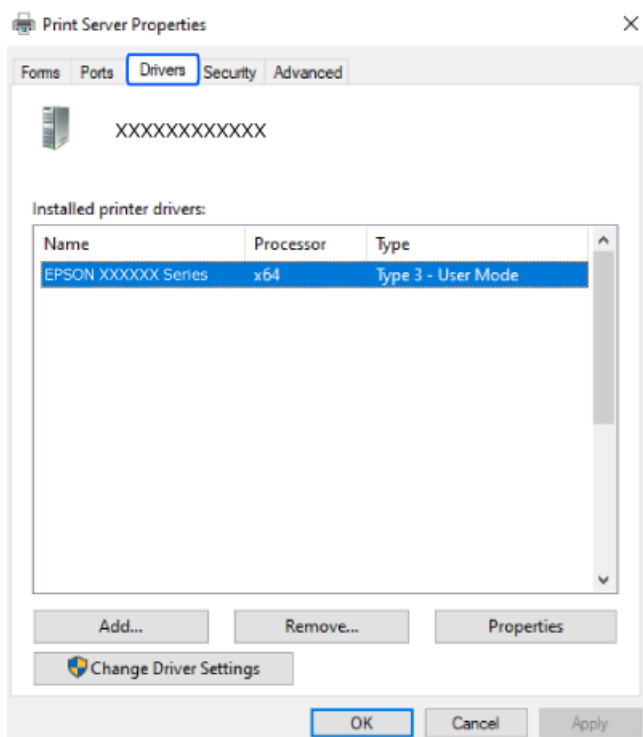 Print Server Properties
Forms Ports Drivers Security Advanced
XXXXXXXXXXXX
Installed printer drivers:
Name Processor Type
EPSON XXXXXX Series x64 Type 3 - User Mode
Add... Remove... Properties
Change Driver Settings
OK Cancel Apply